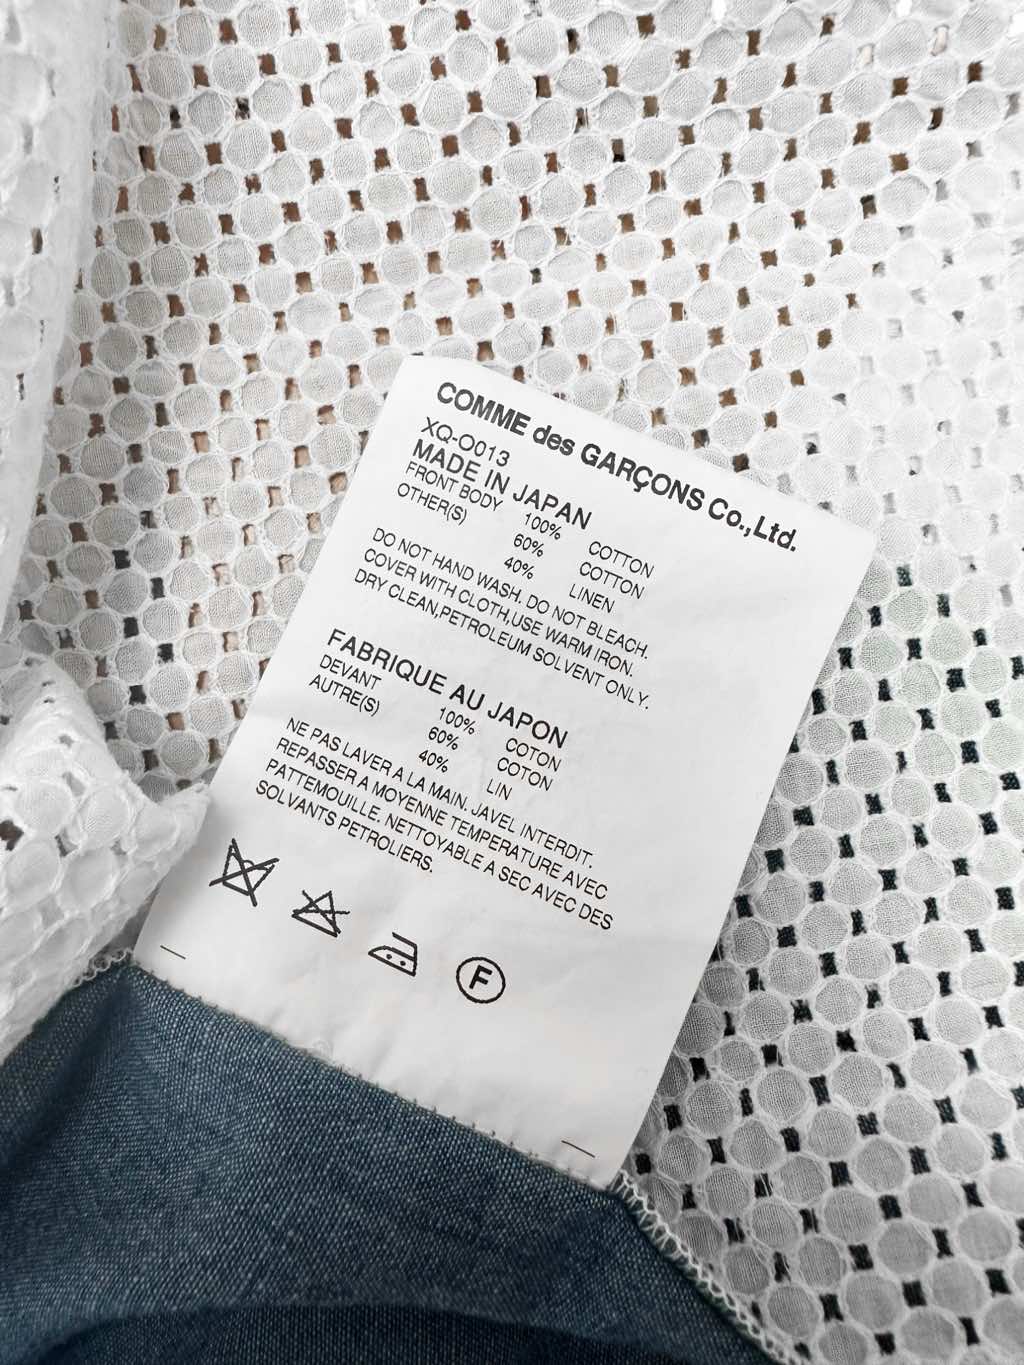 COMME des GARÇONS Co.,Ltd.
XQ-O013
MADE IN JAPAN
FRONT BODY 100% COTTON
OTHER(S) 60% COTTON
40% LINEN
DO NOT HAND WASH. DO NOT BLEACH.
COVER WITH CLOTH,USE WARM IRON.
DRY CLEAN,PETROLEUM SOLVENT ONLY.
FABRIQUE AU JAPON
DEVANT 100% COTON
AUTRE(S) 60% COTON
40% LIN
NE PAS LAVER A LA MAIN. JAVEL INTERDIT.
REPASSER A MOYENNE TEMPERATURE AVEC
PATTEMOUILLE. NETTOYABLE A SEC AVEC DES
SOLVANTS PETROLIERS.
F